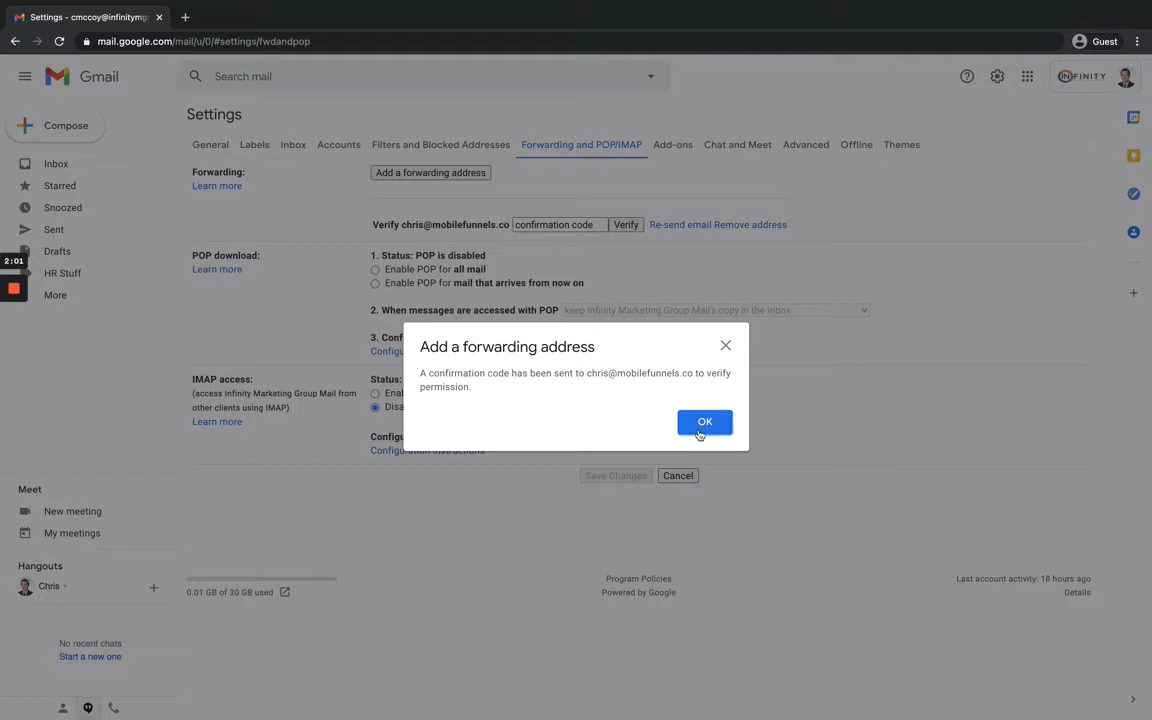 Settings - cmccoy@infinitymg
mail.google.com/mail/u/0/#settings/fwdandpop
Guest
Gmail
Search mail
INFINITY
Settings
Compose
General Labels Inbox Accounts Filters and Blocked Addresses Forwarding and POP/IMAP Add-ons Chat and Meet Advanced Offline Themes
Inbox
Starred
Snoozed
Sent
Drafts
HR Stuff
More
2:01
Forwarding:
Learn more
Add a forwarding address
Verify chris@mobilefunnels.co confirmation code Verify Re-send email Remove address
POP download:
Learn more
1. Status: POP is disabled
Enable POP for all mail
Enable POP for mail that arrives from now on
2. When messages are accessed with POP keep Infinity Marketing Group Mail's copy in the inbox
3. Conf
Configu
IMAP access:
(access Infinity Marketing Group Mail from
other clients using IMAP)
Learn more
Status:
Enal
Disa
Configu
Configuration instructions
Add a forwarding address
A confirmation code has been sent to chris@mobilefunnels.co to verify
permission.
OK
Save Changes Cancel
Meet
New meeting
My meetings
Hangouts
Chris
No recent chats
Start a new one
0.01 GB of 30 GB used
Program Policies
Powered by Google
Last account activity: 18 hours ago
Details